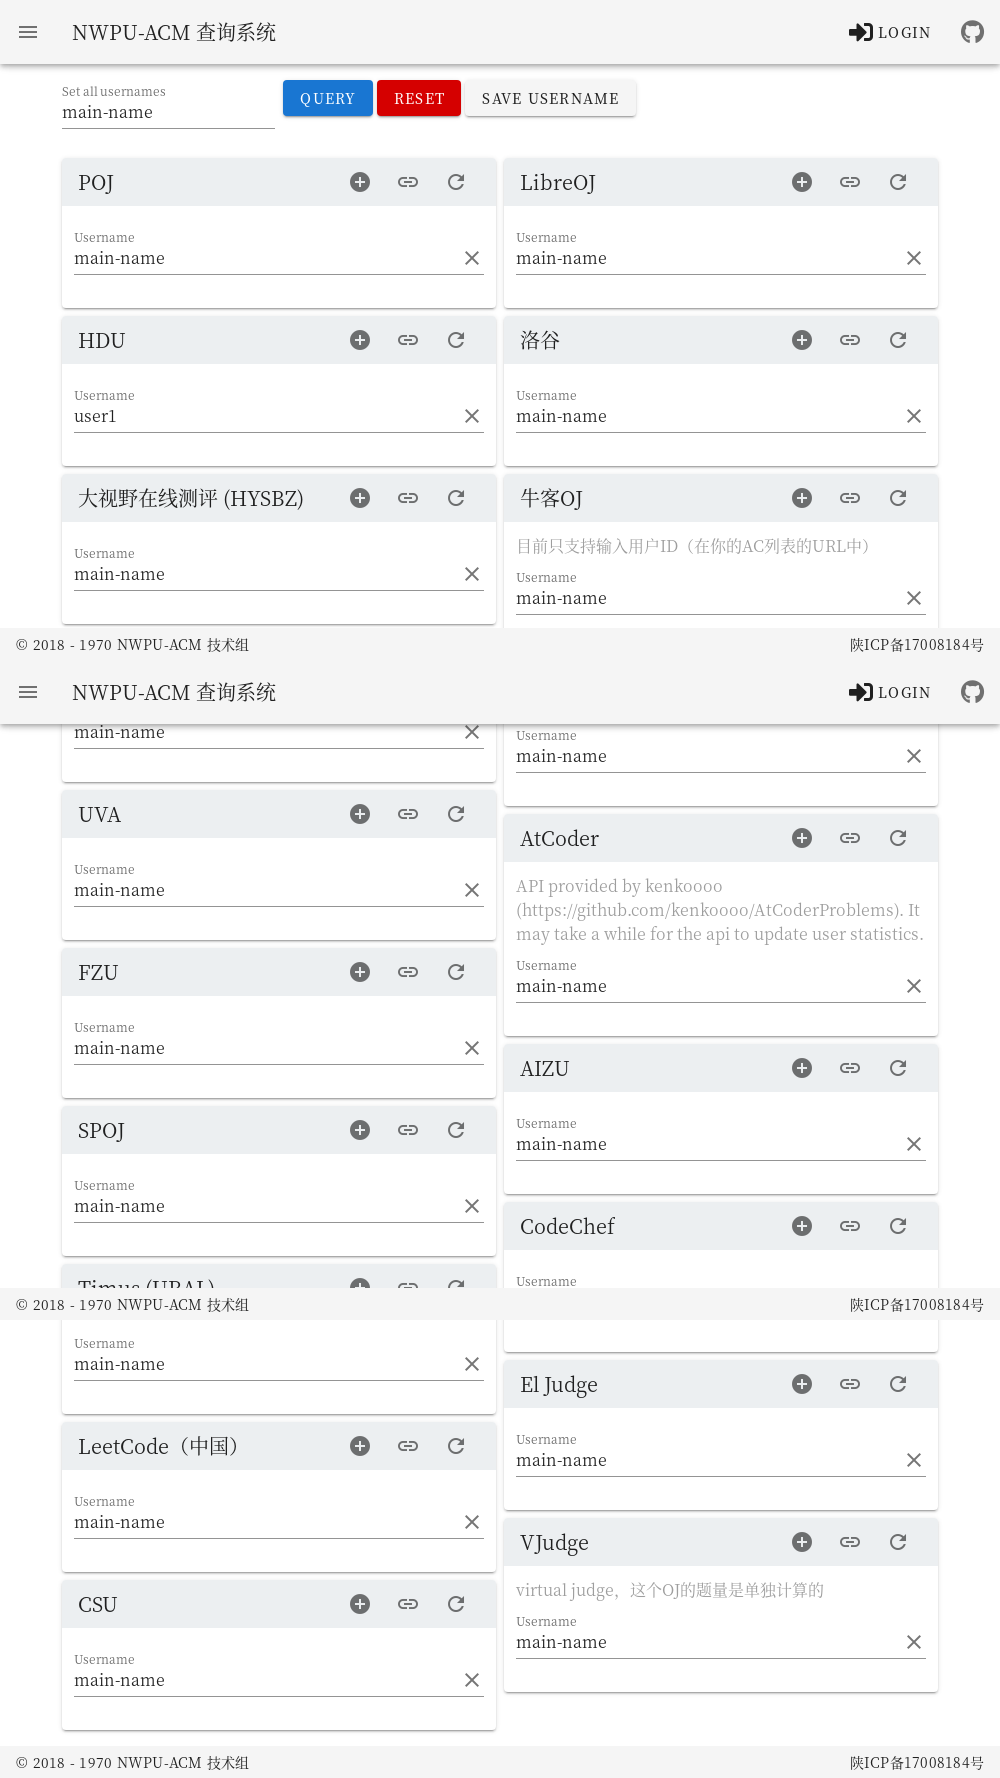 NWPU-ACM 查询系统
LOGIN
Set all usernames
main-name
QUERY
RESET
SAVE USERNAME
POJ
Username
main-name
LibreOJ
Username
main-name
HDU
Username
user1
洛谷
Username
main-name
大视野在线测评 (HYSBZ)
Username
main-name
牛客OJ
目前只支持输入用户ID（在你的AC列表的URL中）
Username
main-name
© 2018 - 1970 NWPU-ACM 技术组
陕ICP备17008184号
NWPU-ACM 查询系统
LOGIN
main-name
Username
main-name
UVA
Username
main-name
AtCoder
API provided by kenkoooo
(https://github.com/kenkoooo/AtCoderProblems). It
may take a while for the api to update user statistics.
Username
main-name
FZU
Username
main-name
AIZU
Username
main-name
SPOJ
Username
main-name
CodeChef
Username
Timus (URAL)
© 2018 - 1970 NWPU-ACM 技术组
陕ICP备17008184号
Username
main-name
El Judge
Username
main-name
LeetCode（中国）
Username
main-name
VJudge
virtual judge，这个OJ的题量是单独计算的
Username
main-name
CSU
Username
main-name
© 2018 - 1970 NWPU-ACM 技术组
陕ICP备17008184号